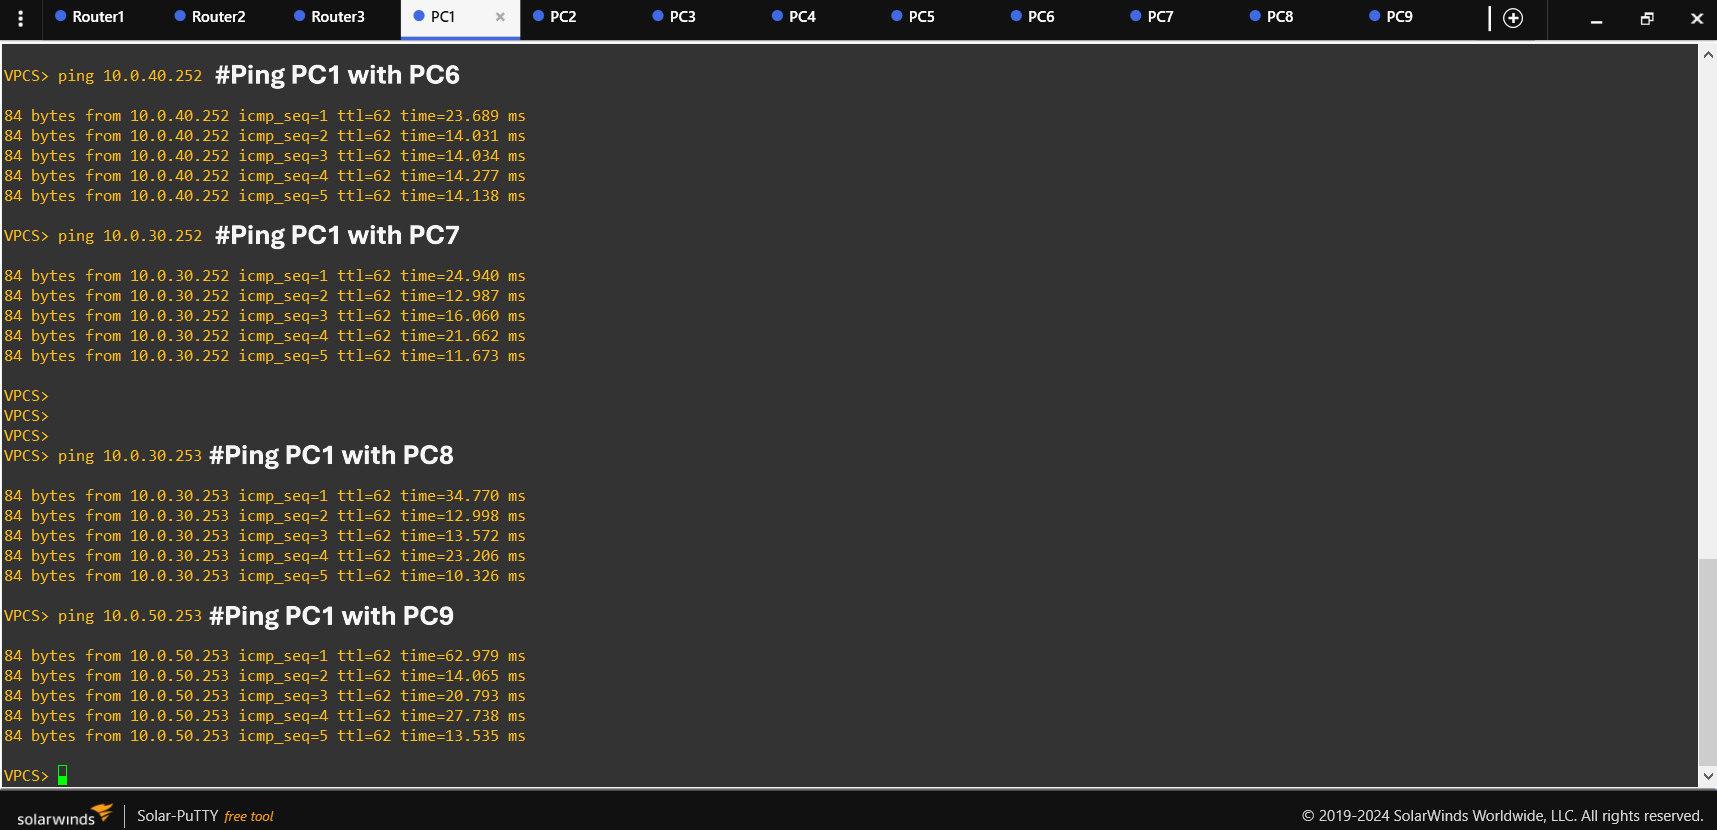 Router1 Router2 Router3 PC1 × PC2 PC3 PC4 PC5 PC6 PC7 PC8 PC9
VPCS> ping 10.0.40.252 #Ping PC1 with PC6
84 bytes from 10.0.40.252 icmp_seq=1 ttl=62 time=23.689 ms
84 bytes from 10.0.40.252 icmp_seq=2 ttl=62 time=14.031 ms
84 bytes from 10.0.40.252 icmp_seq=3 ttl=62 time=14.034 ms
84 bytes from 10.0.40.252 icmp_seq=4 ttl=62 time=14.277 ms
84 bytes from 10.0.40.252 icmp_seq=5 ttl=62 time=14.138 ms
VPCS> ping 10.0.30.252 #Ping PC1 with PC7
84 bytes from 10.0.30.252 icmp_seq=1 ttl=62 time=24.940 ms
84 bytes from 10.0.30.252 icmp_seq=2 ttl=62 time=12.987 ms
84 bytes from 10.0.30.252 icmp_seq=3 ttl=62 time=16.060 ms
84 bytes from 10.0.30.252 icmp_seq=4 ttl=62 time=21.662 ms
84 bytes from 10.0.30.252 icmp_seq=5 ttl=62 time=11.673 ms
VPCS>
VPCS>
VPCS>
VPCS> ping 10.0.30.253 #Ping PC1 with PC8
84 bytes from 10.0.30.253 icmp_seq=1 ttl=62 time=34.770 ms
84 bytes from 10.0.30.253 icmp_seq=2 ttl=62 time=12.998 ms
84 bytes from 10.0.30.253 icmp_seq=3 ttl=62 time=13.572 ms
84 bytes from 10.0.30.253 icmp_seq=4 ttl=62 time=23.206 ms
84 bytes from 10.0.30.253 icmp_seq=5 ttl=62 time=10.326 ms
VPCS> ping 10.0.50.253 #Ping PC1 with PC9
84 bytes from 10.0.50.253 icmp_seq=1 ttl=62 time=62.979 ms
84 bytes from 10.0.50.253 icmp_seq=2 ttl=62 time=14.065 ms
84 bytes from 10.0.50.253 icmp_seq=3 ttl=62 time=20.793 ms
84 bytes from 10.0.50.253 icmp_seq=4 ttl=62 time=27.738 ms
84 bytes from 10.0.50.253 icmp_seq=5 ttl=62 time=13.535 ms
VPCS>
solarwinds Solar-PuTTY free tool © 2019-2024 SolarWinds Worldwide, LLC. All rights reserved.